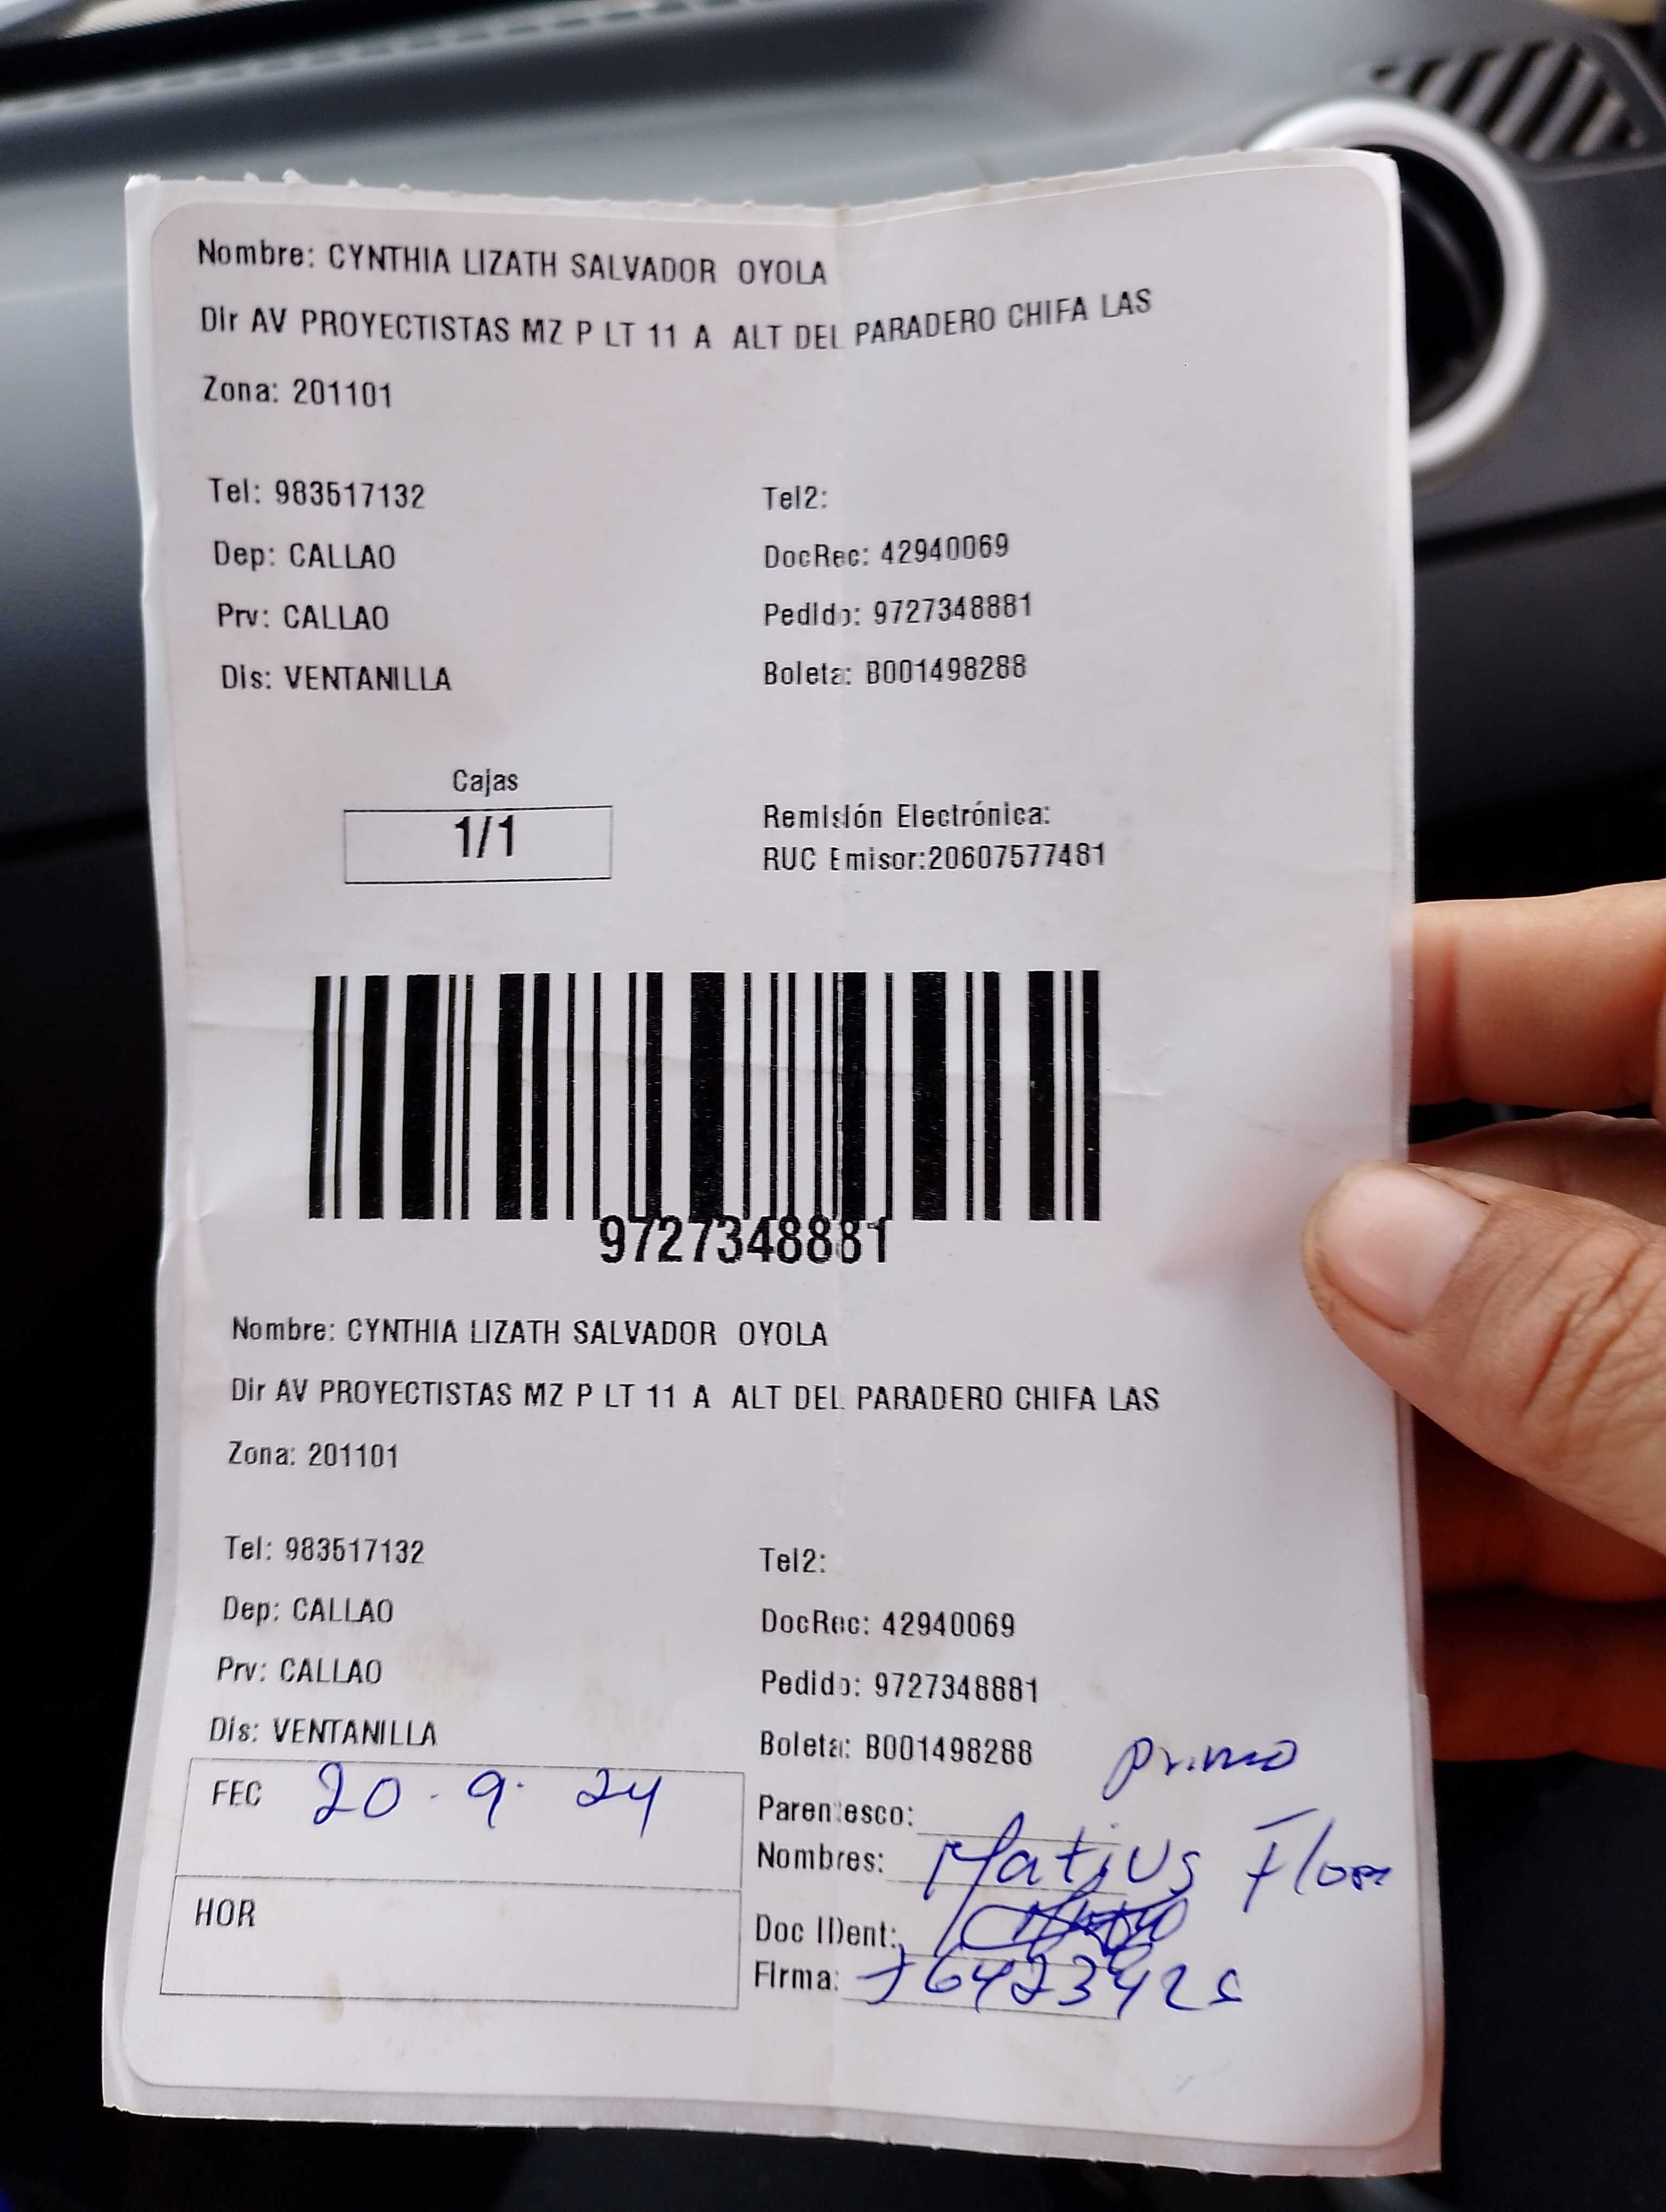 Nombre: CYNTHIA LIZATH SALVADOR OYOLA
Dir AV PROYECTISTAS MZ P LT 11 A ALT DEL PARADERO CHIFA LAS
Zona: 201101
Tel: 983517132 Tel2:
Dep: CALLAO DocRec: 42940069
Prv: CALLAO Pedido: 9727348881
Dis: VENTANILLA Boleta: B001498288
Cajas
1/1
Remisión Electrónica:
RUC Emisor:20607577481
9727348881
Nombre: CYNTHIA LIZATH SALVADOR OYOLA
Dir AV PROYECTISTAS MZ P LT 11 A ALT DEL PARADERO CHIFA LAS
Zona: 201101
Tel: 983517132 Tel2:
Dep: CALLAO DocRec: 42940069
Prv: CALLAO Pedido: 9727348881
Dis: VENTANILLA Boleta: B001498288
FEC 20.9.24
Parentesco: primo
Nombres:
HOR
Doc IDent:
Firma: